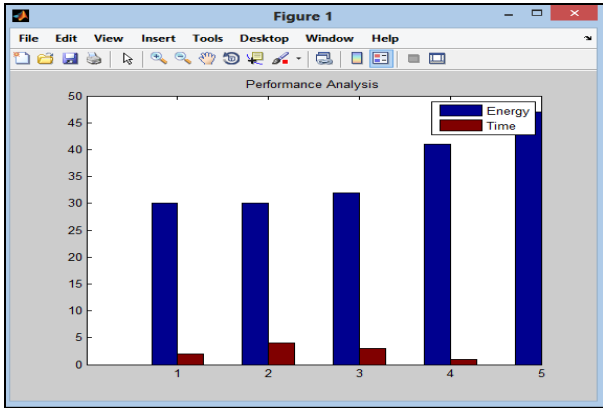 Figure 1
File Edit View Insert Tools Desktop Window Help
Performance Analysis
50
45
40
35
30
25
20
15
10
5
0
Energy
Time
1 2 3 4 5